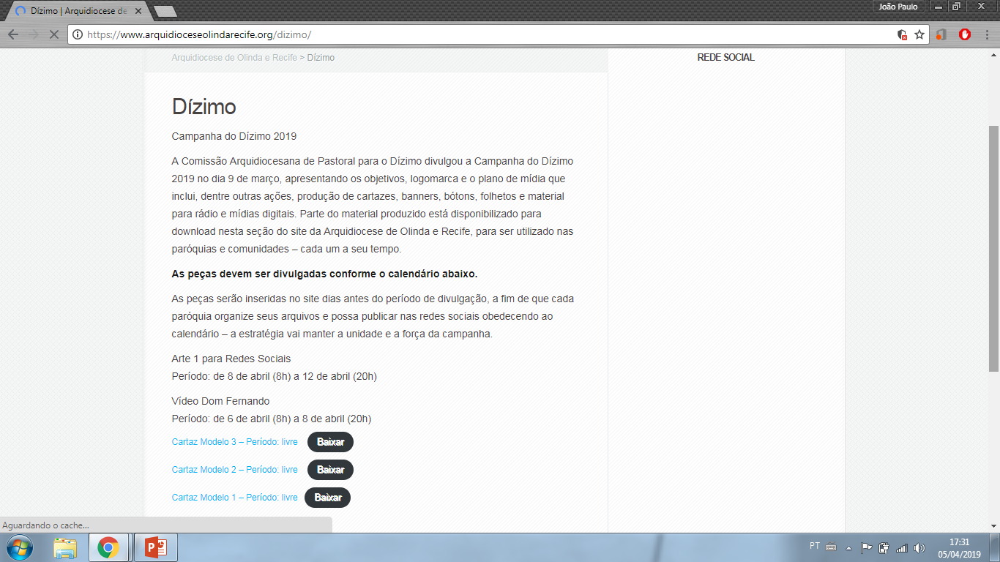 Dízimo | Arquidiocese de
João Paulo
https://www.arquidioceseolindarecife.org/dizimo/
Arquidiocese de Olinda e Recife > Dízimo
REDE SOCIAL
Dízimo
Campanha do Dízimo 2019
A Comissão Arquidiocesana de Pastoral para o Dízimo divulgou a Campanha do Dízimo
2019 no dia 9 de março, apresentando os objetivos, logomarca e o plano de mídia que
inclui, dentre outras ações, produção de cartazes, banners, bótons, folhetos e material
para rádio e mídias digitais. Parte do material produzido está disponibilizado para
download nesta seção do site da Arquidiocese de Olinda e Recife, para ser utilizado nas
paróquias e comunidades – cada um a seu tempo.
As peças devem ser divulgadas conforme o calendário abaixo.
As peças serão inseridas no site dias antes do período de divulgação, a fim de que cada
paróquia organize seus arquivos e possa publicar nas redes sociais obedecendo ao
calendário – a estratégia vai manter a unidade e a força da campanha.
Arte 1 para Redes Sociais
Período: de 8 de abril (8h) a 12 de abril (20h)
Vídeo Dom Fernando
Período: de 6 de abril (8h) a 8 de abril (20h)
Cartaz Modelo 3 – Período: livre Baixar
Cartaz Modelo 2 – Período: livre Baixar
Cartaz Modelo 1 – Período: livre Baixar
Aguardando o cache...
PT
17:31
05/04/2019